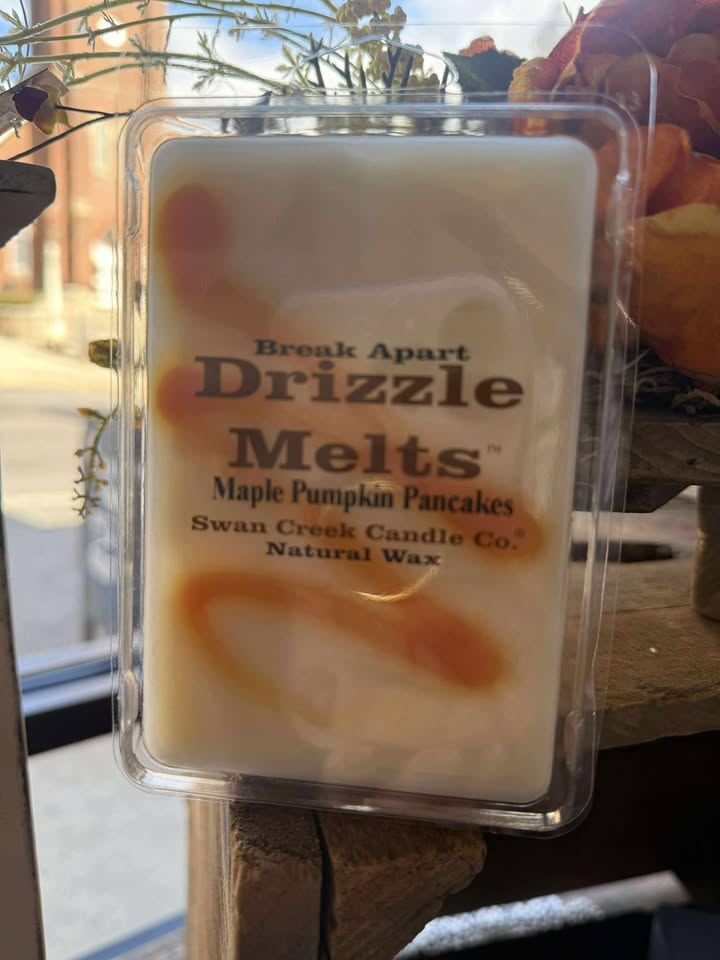 Break Apart
Drizzle
Melts™
Maple Pumpkin Pancakes
Swan Creek Candle Co.®
Natural Wax